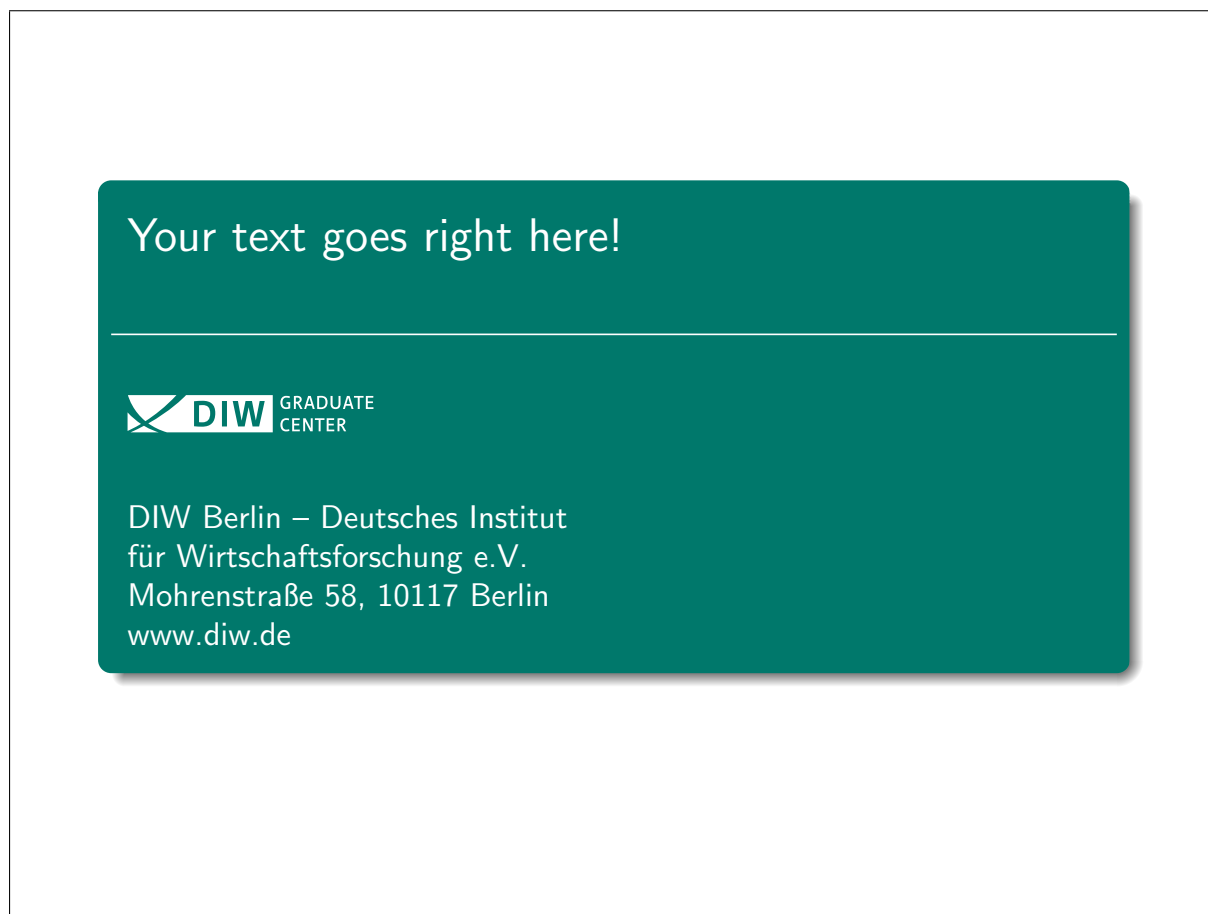 Your text goes right here!
DIW GRADUATE
CENTER
DIW Berlin – Deutsches Institut
für Wirtschaftsforschung e.V.
Mohrenstraße 58, 10117 Berlin
www.diw.de